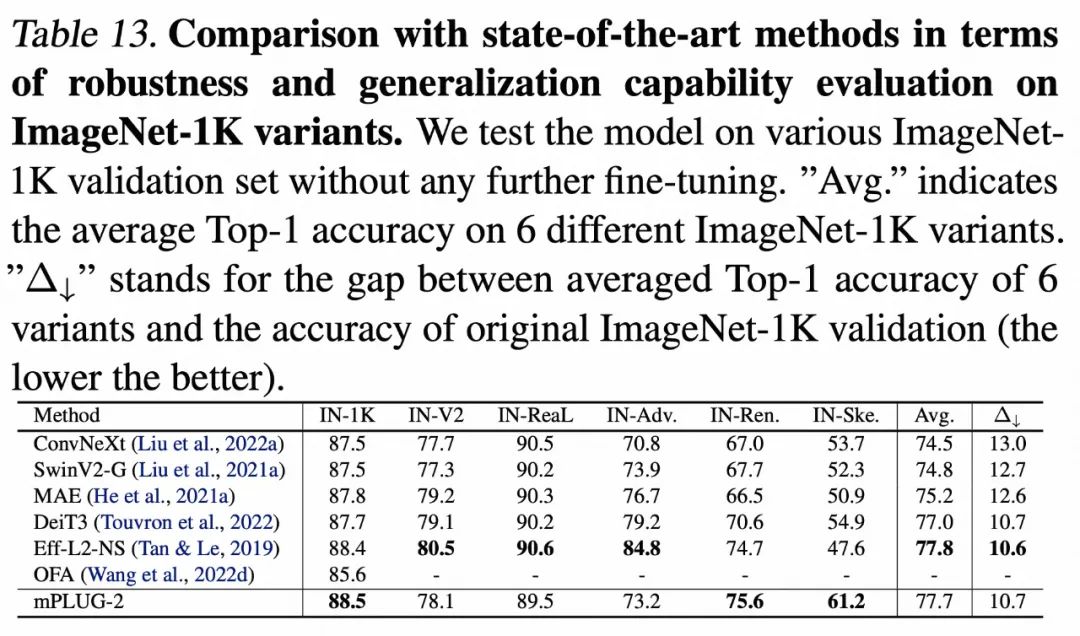 Table 13. Comparison with state-of-the-art methods in terms
of robustness and generalization capability evaluation on
ImageNet-1K variants. We test the model on various ImageNet-
1K validation set without any further fine-tuning. ”Avg.” indicates
the average Top-1 accuracy on 6 different ImageNet-1K variants.
”Δ↓” stands for the gap between averaged Top-1 accuracy of 6
variants and the accuracy of original ImageNet-1K validation (the
lower the better).
Method IN-1K IN-V2 IN-ReaL IN-Adv. IN-Ren. IN-Ske. Avg. Δ↓
ConvNeXt (Liu et al., 2022a) 87.5 77.7 90.5 70.8 67.0 53.7 74.5 13.0
SwinV2-G (Liu et al., 2021a) 87.5 77.3 90.2 73.9 67.7 52.3 74.8 12.7
MAE (He et al., 2021a) 87.8 79.2 90.3 76.7 66.5 50.9 75.2 12.6
DeiT3 (Touvron et al., 2022) 87.7 79.1 90.2 79.2 70.6 54.9 77.0 10.7
Eff-L2-NS (Tan & Le, 2019) 88.4 80.5 90.6 84.8 74.7 47.6 77.8 10.6
OFA (Wang et al., 2022d) 85.6 - - - - - - -
mPLUG-2 88.5 78.1 89.5 73.2 75.6 61.2 77.7 10.7